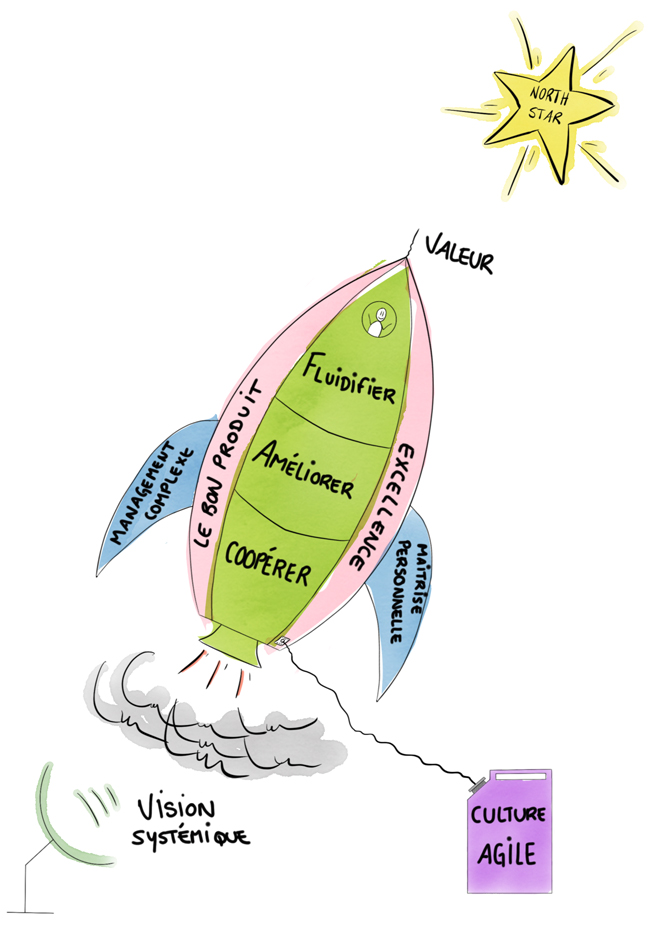 NORTH
STAR
VALEUR
FLUIDIFIER
AMÉLIORER
COOPÉRER
LE BON PRODUIT
EXCELLENCE
MANAGEMENT
COMPLEXE
MAÎTRISE
PERSONNELLE
VISION
SYSTÉMIQUE
CULTURE
AGILE